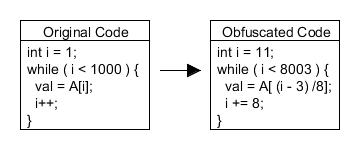 Original Code
int i = 1;
while ( i < 1000 ) {
val = A[i];
i++;
}
Obfuscated Code
int i = 11;
while ( i < 8003 ) {
val = A[ (i - 3) /8];
i += 8;
}